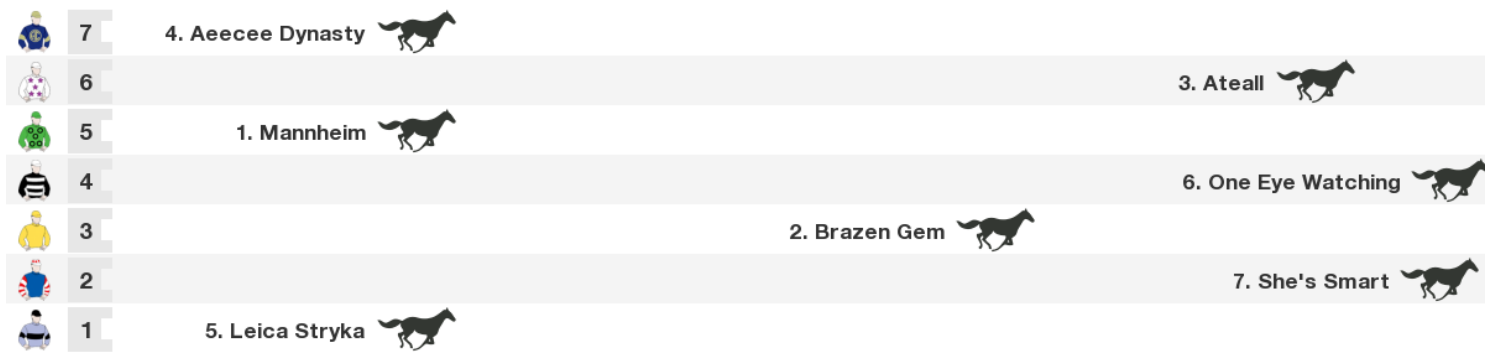 7 4. Aeecee Dynasty
6 3. Ateall
5 1. Mannheim
4 6. One Eye Watching
3 2. Brazen Gem
2 7. She's Smart
1 5. Leica Stryka